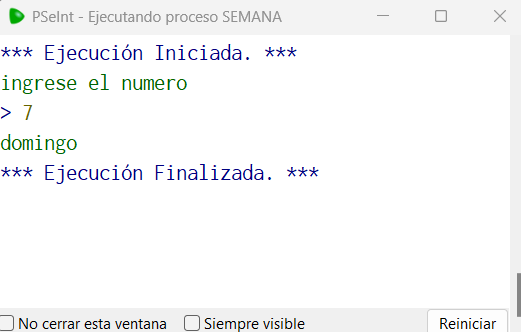 PSeInt - Ejecutando proceso SEMANA
*** Ejecución Iniciada. ***
ingrese el numero
> 7
domingo
*** Ejecución Finalizada. ***
No cerrar esta ventana Siempre visible Reiniciar